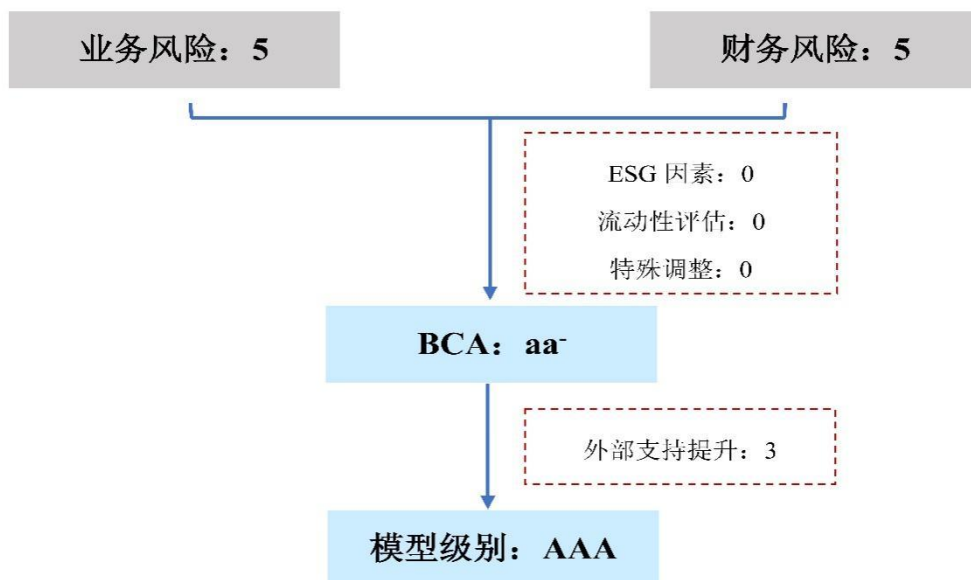 业务风险：5
财务风险：5
ESG 因素：0
流动性评估：0
特殊调整：0
BCA：aa-
外部支持提升：3
模型级别：AAA